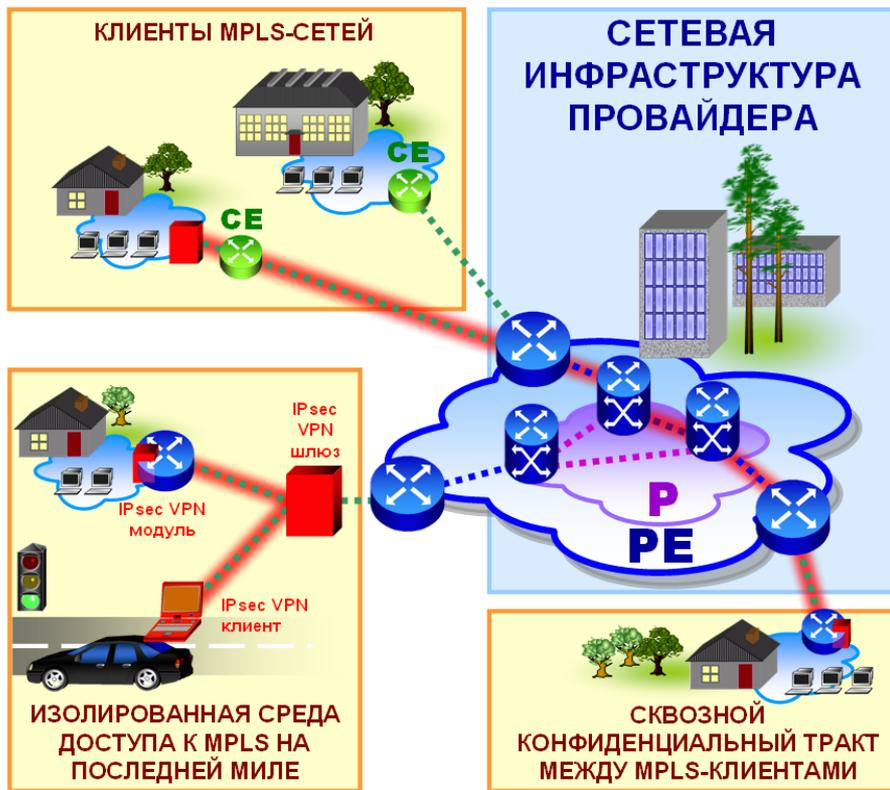 КЛИЕНТЫ MPLS-СЕТЕЙ
CE
CE
СЕТЕВАЯ
ИНФРАСТРУКТУРА
ПРОВАЙДЕРА
IPsec
VPN
шлюз
IPsec VPN
модуль
IPsec VPN
клиент
P
PE
ИЗОЛИРОВАННАЯ СРЕДА
ДОСТУПА К MPLS НА
ПОСЛЕДНЕЙ МИЛЕ
СКВОЗНОЙ
КОНФИДЕНЦИАЛЬНЫЙ ТРАКТ
МЕЖДУ MPLS-КЛИЕНТАМИ